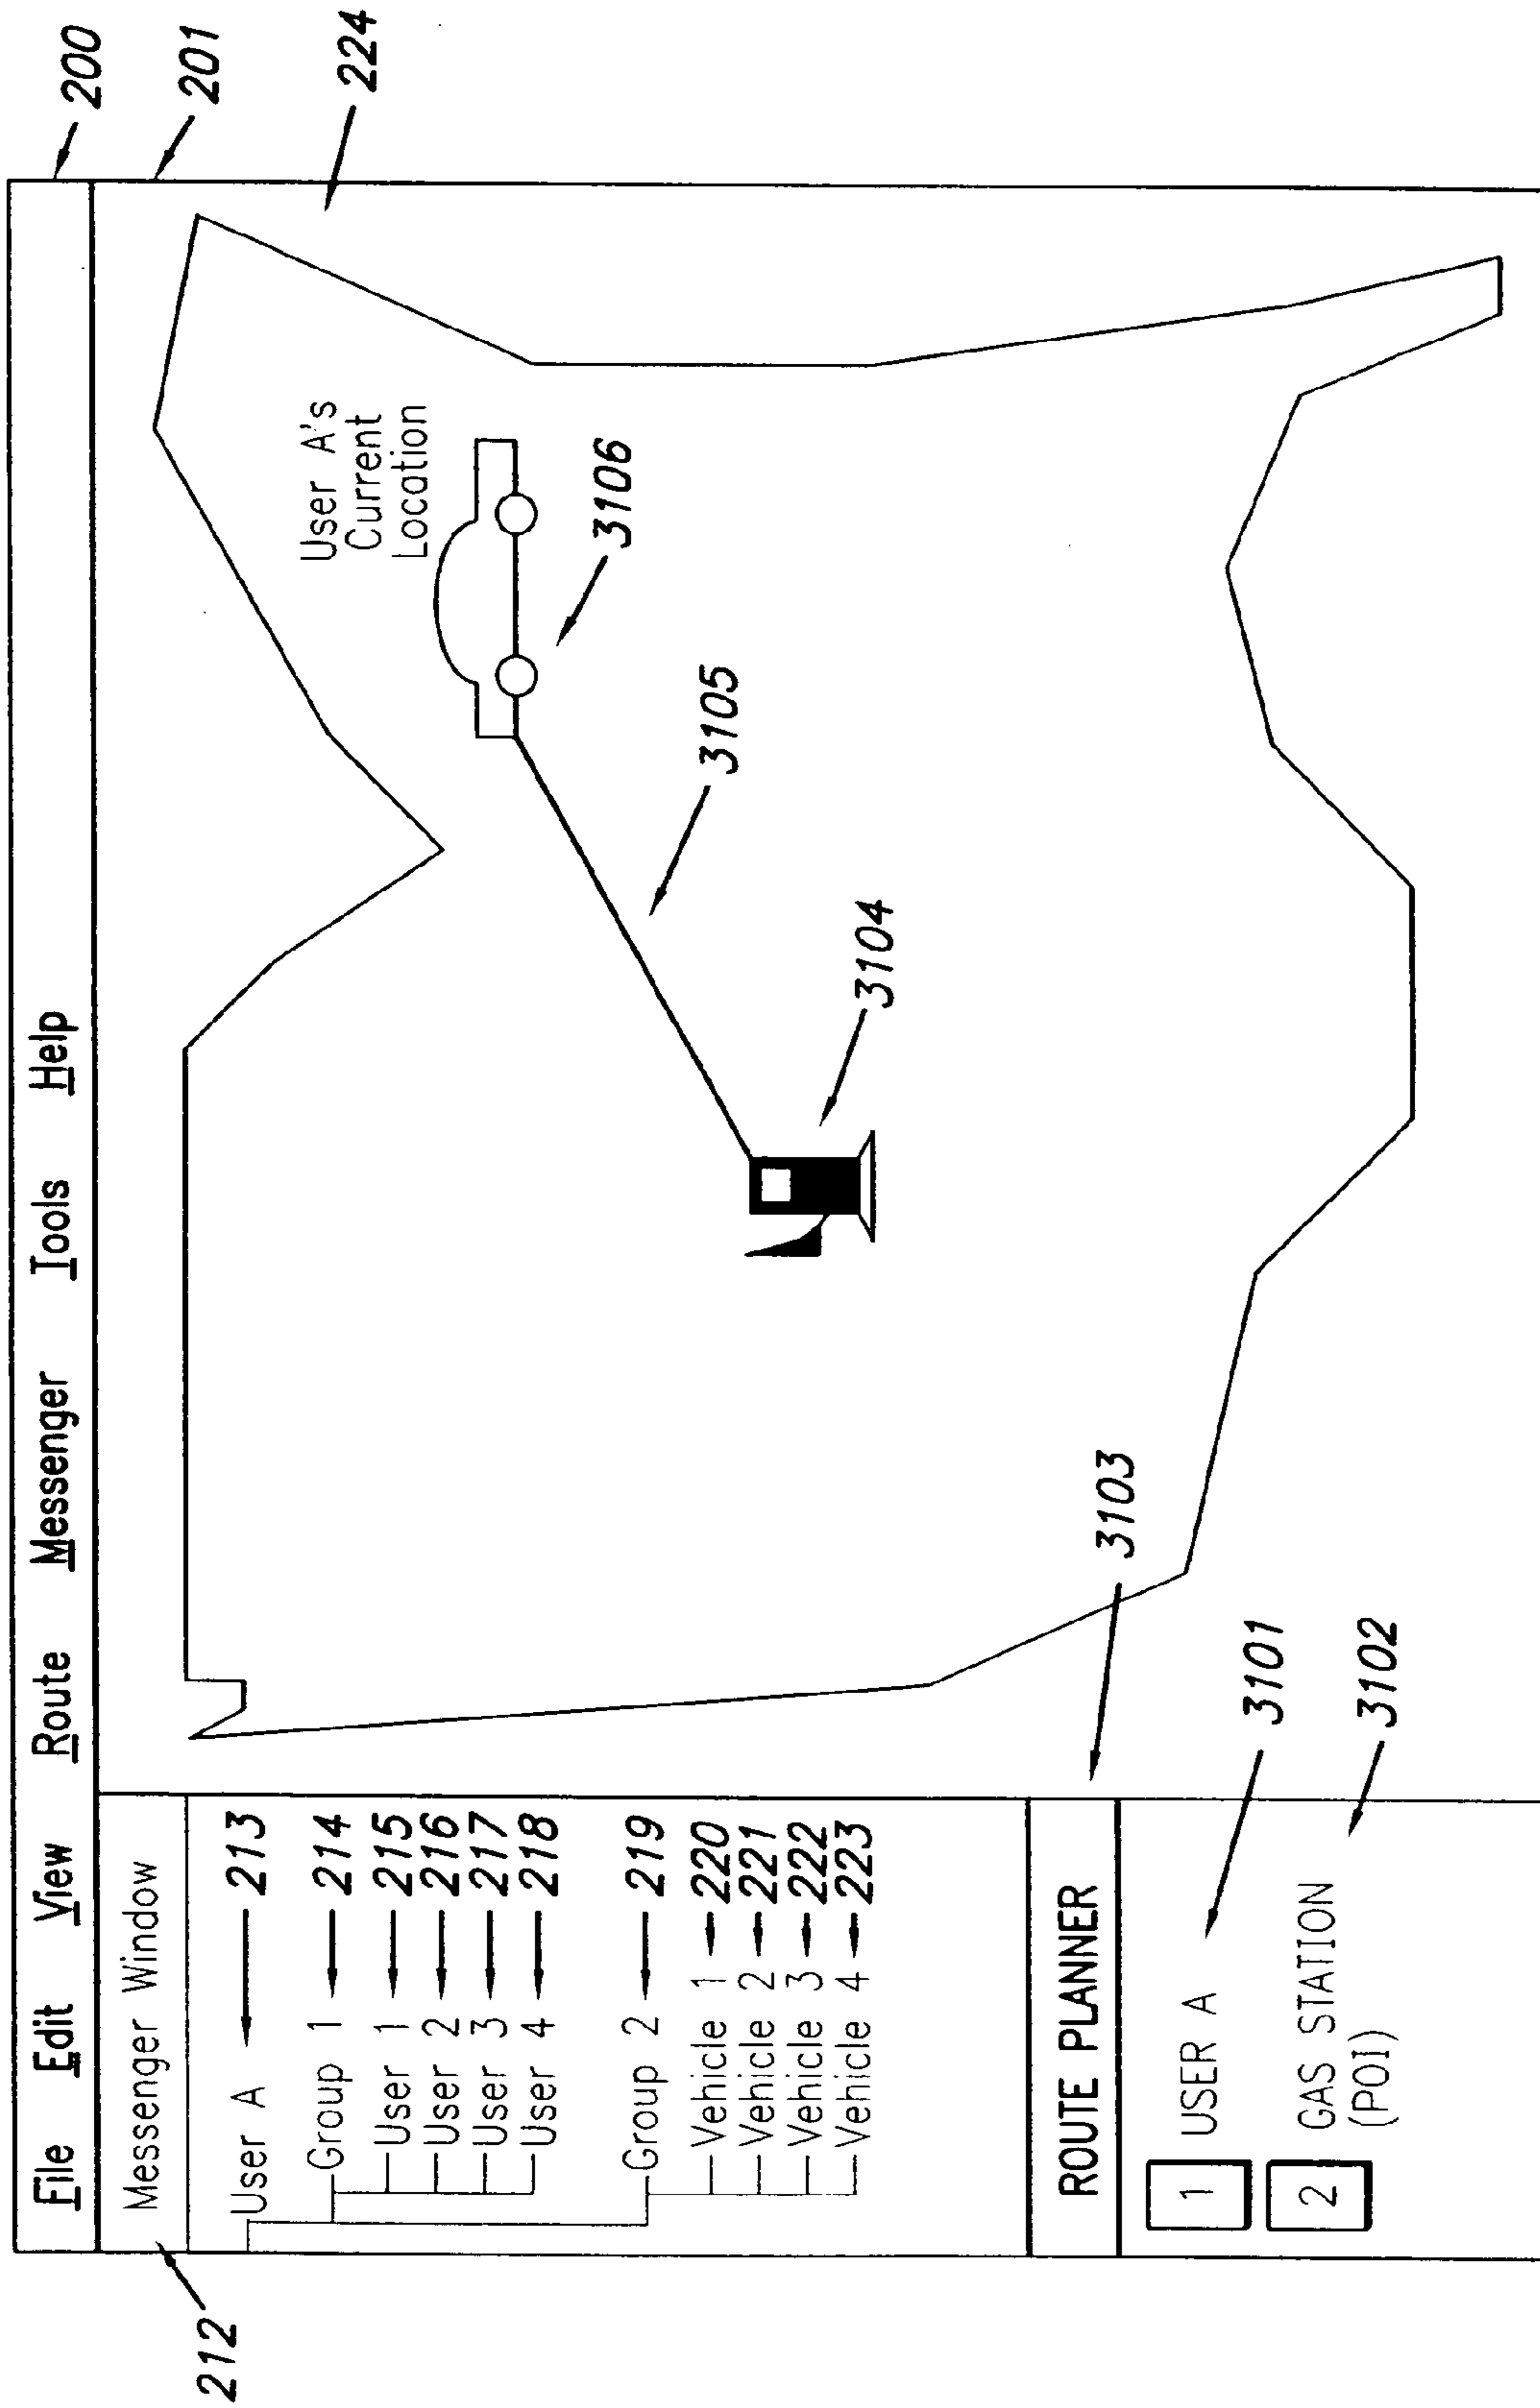 File Edit View Route Messenger Tools Help
200
201
212
Messenger Window
224
User A 213
Group 1 214
User 1 215
User 2 216
User 3 217
User 4 218
Group 2 219
Vehicle 1 220
Vehicle 2 221
Vehicle 3 222
Vehicle 4 223
User A's
Current
Location
3106
3105
3104
3103
ROUTE PLANNER
1 USER A 3101
2 GAS STATION
(POI)
3102